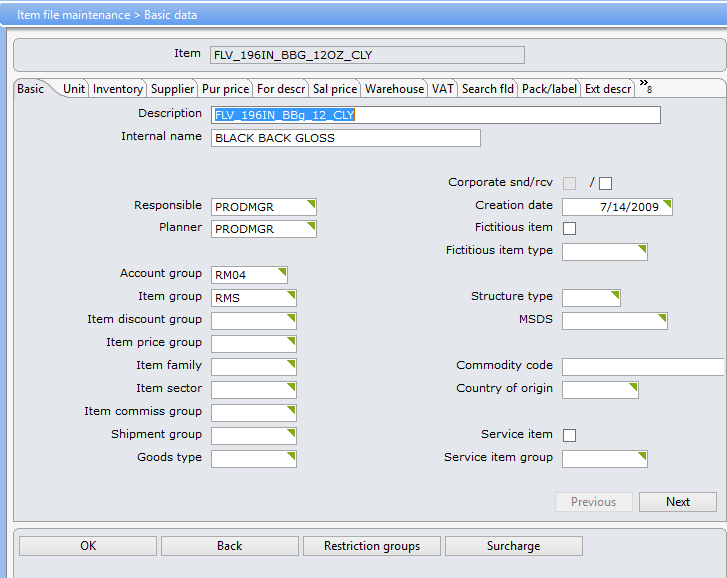 Item file maintenance > Basic data
Item FLV_196IN_BBG_12OZ_CLY
Basic Unit Inventory Supplier Pur price For descr Sal price Warehouse VAT Search fld Pack/label Ext descr »8
Description FLV_196IN_BBg_12_CLY
Internal name BLACK BACK GLOSS
Corporate snd/rcv /
Responsible PRODMGR Creation date 7/14/2009
Planner PRODMGR Fictitious item
Fictitious item type
Account group RM04
Item group RMS Structure type
Item discount group MSDS
Item price group
Item family Commodity code
Item sector Country of origin
Item commiss group
Shipment group Service item
Goods type Service item group
Previous Next
OK Back Restriction groups Surcharge